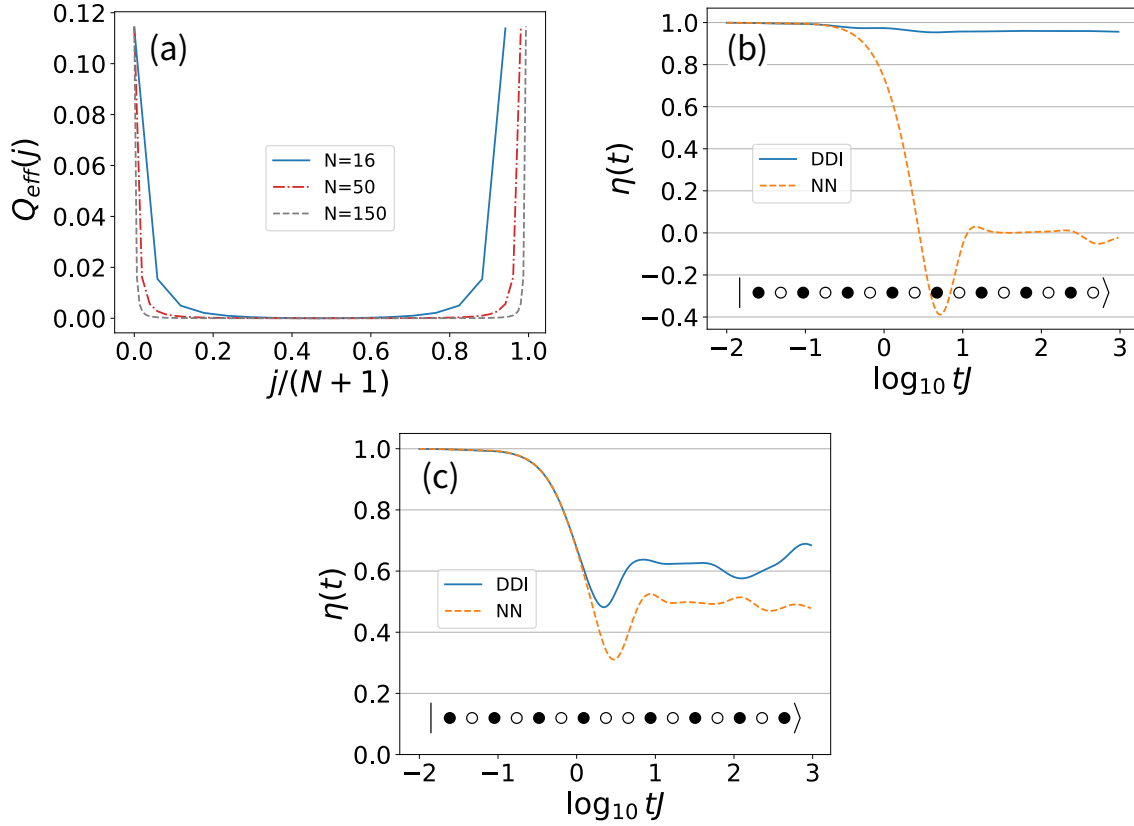 (a)
Q_eff(j)
0.12
0.10
0.08
0.06
0.04
0.02
0.00
N=16
N=50
N=150
0.0 0.2 0.4 0.6 0.8 1.0
j/(N + 1)
(b)
η(t)
1.0
0.8
0.6
0.4
0.2
0.0
−0.2
−0.4
DDI
NN
−2 −1 0 1 2 3
log₁₀ tJ
(c)
η(t)
1.0
0.8
0.6
0.4
0.2
0.0
DDI
NN
−2 −1 0 1 2 3
log₁₀ tJ